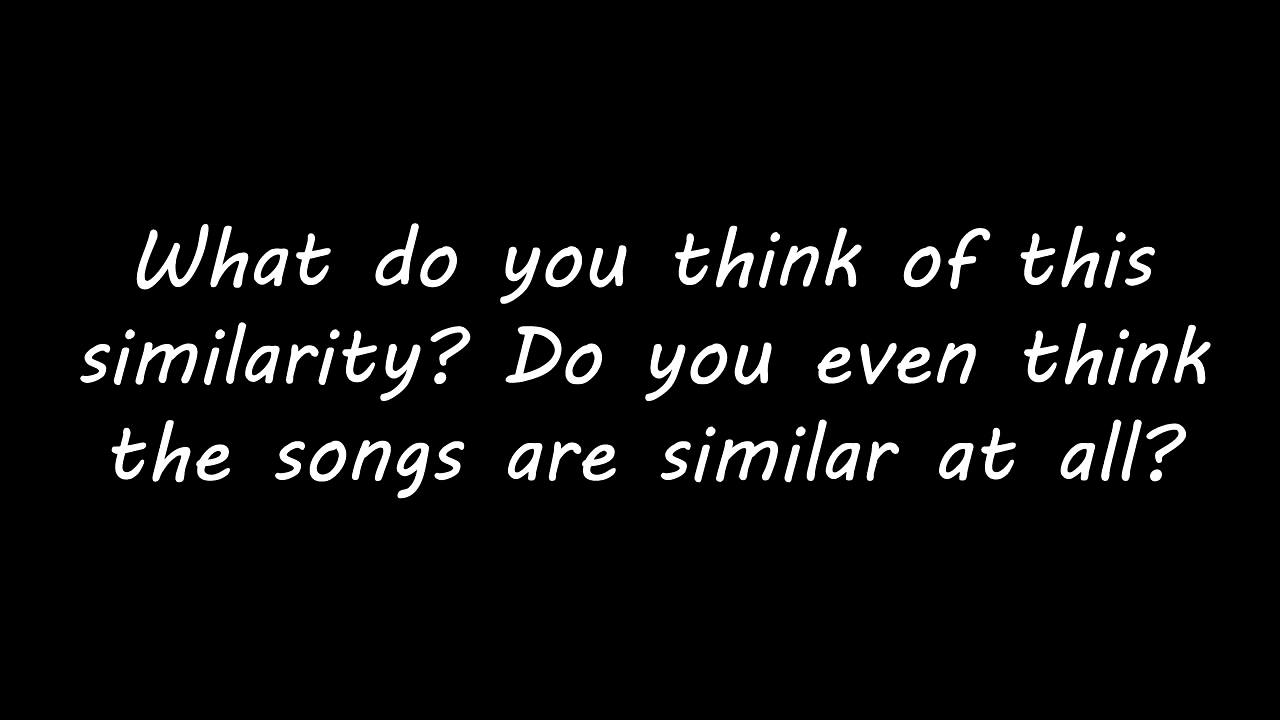 What do you think of this
similarity? Do you even think
the songs are similar at all?